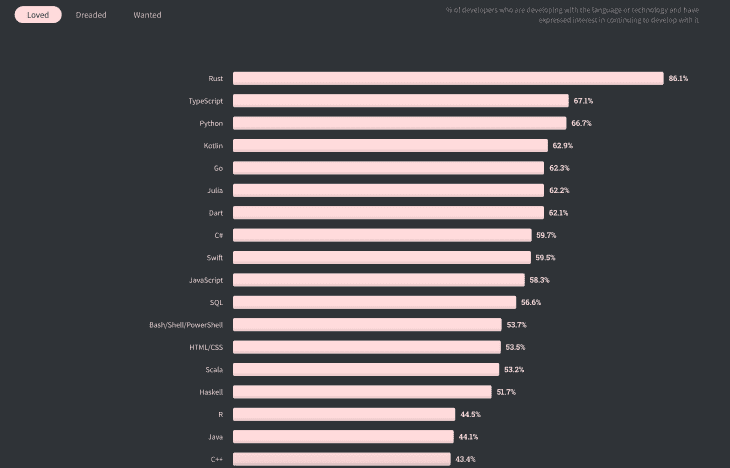 Loved Dreaded Wanted
% of developers who are developing with the language or technology and have
expressed interest in continuing to develop with it
Rust 86.1%
TypeScript 67.1%
Python 66.7%
Kotlin 62.9%
Go 62.3%
Julia 62.2%
Dart 62.1%
C# 59.7%
Swift 59.5%
JavaScript 58.3%
SQL 56.6%
Bash/Shell/PowerShell 53.7%
HTML/CSS 53.5%
Scala 53.2%
Haskell 51.7%
R 44.5%
Java 44.1%
C++ 43.4%